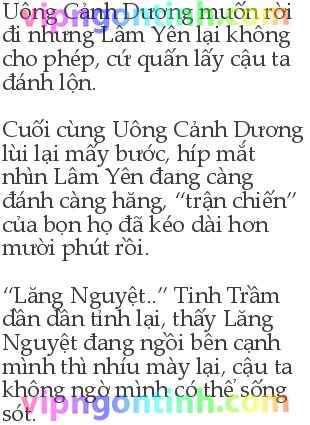 Uông Cảnh Dương muốn rời
vipngontinh.com
đi nhưng Lâm Yên lại không
cho phép, cứ quấn lấy cậu ta
đánh lộn.
Cuối cùng Uông Cảnh Dương
lùi lại mấy bước, híp mắt
nhìn Lâm Yên đang càng
đánh càng hăng, “trận chiến”
của bọn họ đã kéo dài hơn
mười phút rồi.
“Lăng Nguyệt..” Tinh Trầm
dần dần tỉnh lại, thấy Lăng
Nguyệt đang ngồi bên cạnh
mình thì nhíu mày lại, cậu ta
không ngờ mình có thể sống
vipngontinh.com
sót.